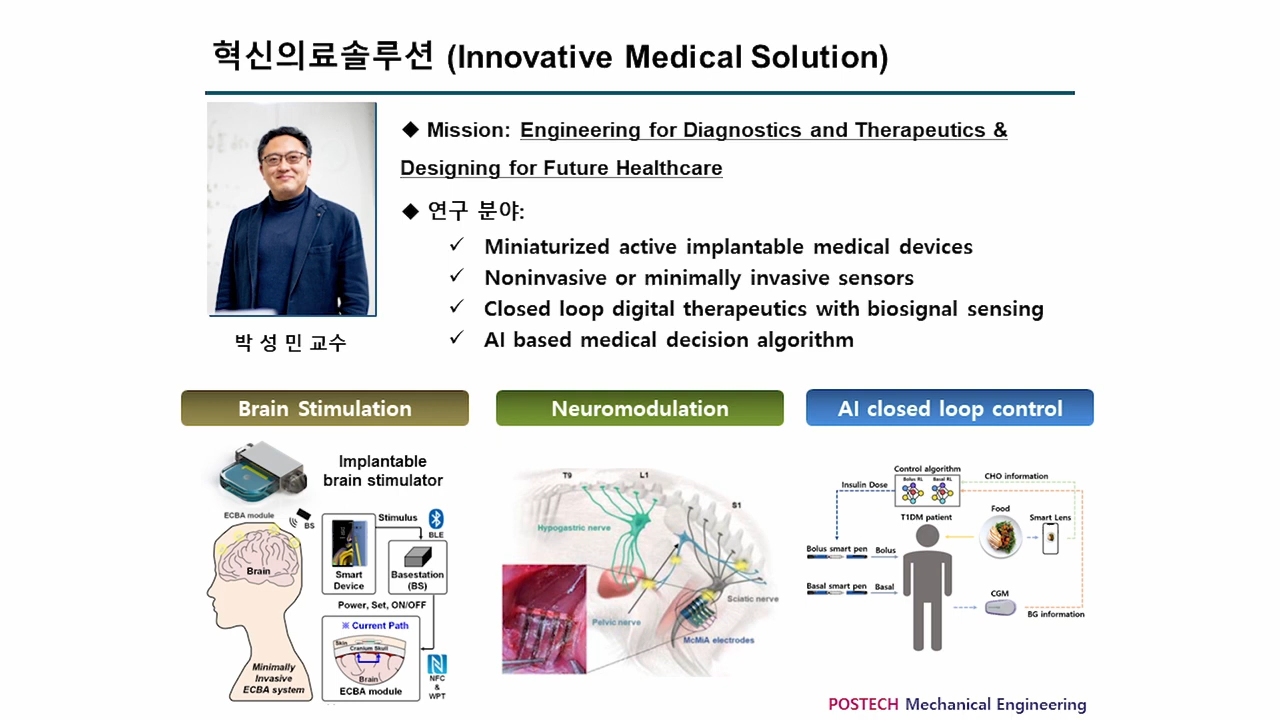 혁신의료솔루션 (Innovative Medical Solution)
◆ Mission: Engineering for Diagnostics and Therapeutics &
Designing for Future Healthcare
◆ 연구 분야:
✓ Miniaturized active implantable medical devices
✓ Noninvasive or minimally invasive sensors
✓ Closed loop digital therapeutics with biosignal sensing
✓ AI based medical decision algorithm
박 성 민 교수
Brain Stimulation
Implantable
brain stimulator
ECBA module
BS
Stimulus
BLE
Brain
Smart
Device
Basestation
(BS)
Power, Set, ON/OFF
※ Current Path
Skin
Cranium Skull
Brain
ECBA module
NFC
&
WPT
Minimally
Invasive
ECBA system
Neuromodulation
T9
L1
S1
Hypogastric nerve
Sciatic nerve
Pelvic nerve
McMiA electrodes
AI closed loop control
Control algorithm
Bolus RL
Basal RL
CHO information
Insulin Dose
T1DM patient
Food
Smart Lens
Bolus smart pen
Bolus
Basal smart pen
Basal
CGM
BG information
POSTECH Mechanical Engineering